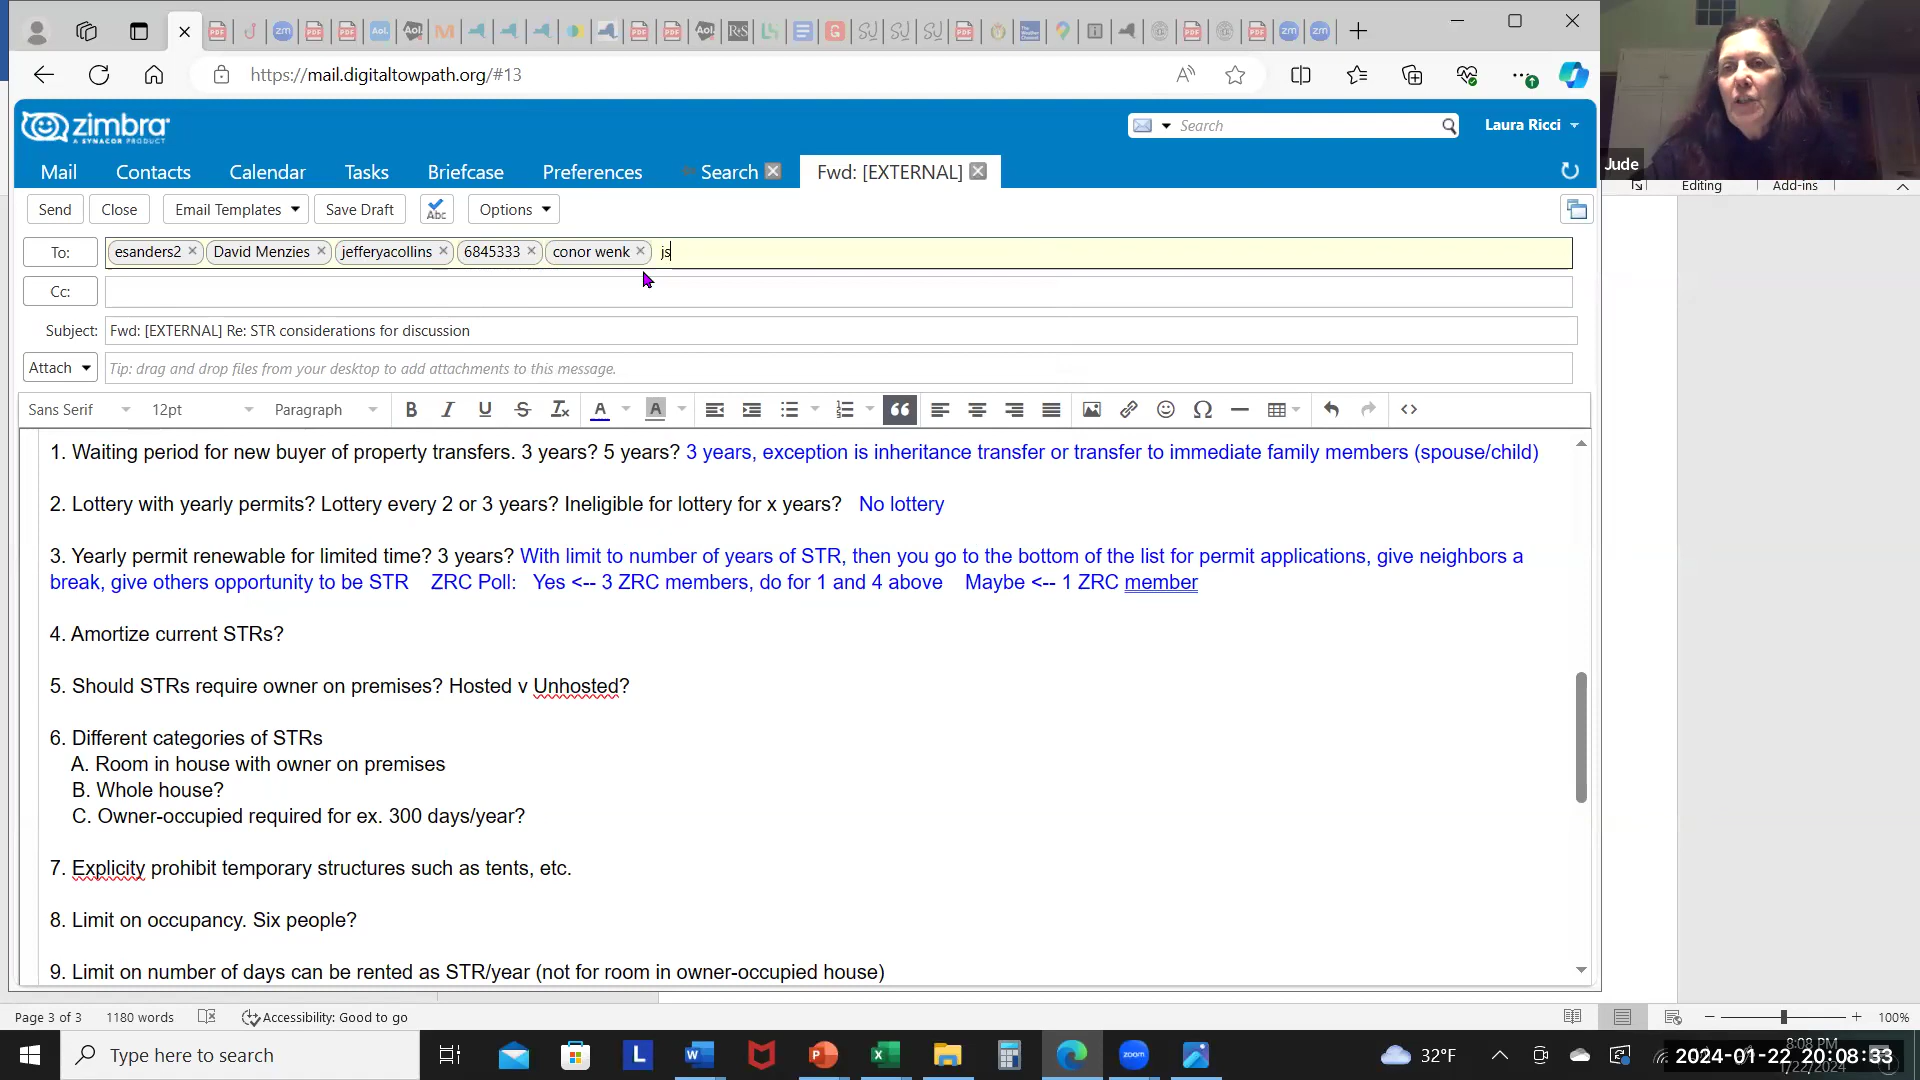 https://mail.digitaltowpath.org/#13
zimbra
A SYNACOR PRODUCT
Search
Laura Ricci
Jude
Mail Contacts Calendar Tasks Briefcase Preferences Search Fwd: [EXTERNAL]
Editing Add-ins
Send Close Email Templates Save Draft Abc Options
To: esanders2 David Menzies jefferyacollins 6845333 conor wenk js
Cc:
Subject: Fwd: [EXTERNAL] Re: STR considerations for discussion
Attach Tip: drag and drop files from your desktop to add attachments to this message.
Sans Serif 12pt Paragraph
1. Waiting period for new buyer of property transfers. 3 years? 5 years? 3 years, exception is inheritance transfer or transfer to immediate family members (spouse/child)
2. Lottery with yearly permits? Lottery every 2 or 3 years? Ineligible for lottery for x years? No lottery
3. Yearly permit renewable for limited time? 3 years? With limit to number of years of STR, then you go to the bottom of the list for permit applications, give neighbors a
break, give others opportunity to be STR ZRC Poll: Yes <-- 3 ZRC members, do for 1 and 4 above Maybe <-- 1 ZRC member
4. Amortize current STRs?
5. Should STRs require owner on premises? Hosted v Unhosted?
6. Different categories of STRs
A. Room in house with owner on premises
B. Whole house?
C. Owner-occupied required for ex. 300 days/year?
7. Explicity prohibit temporary structures such as tents, etc.
8. Limit on occupancy. Six people?
9. Limit on number of days can be rented as STR/year (not for room in owner-occupied house)
Page 3 of 3 1180 words Accessibility: Good to go 100%
Type here to search
32°F
8:08 PM
2024-01-22 20:08:33
1/22/2024